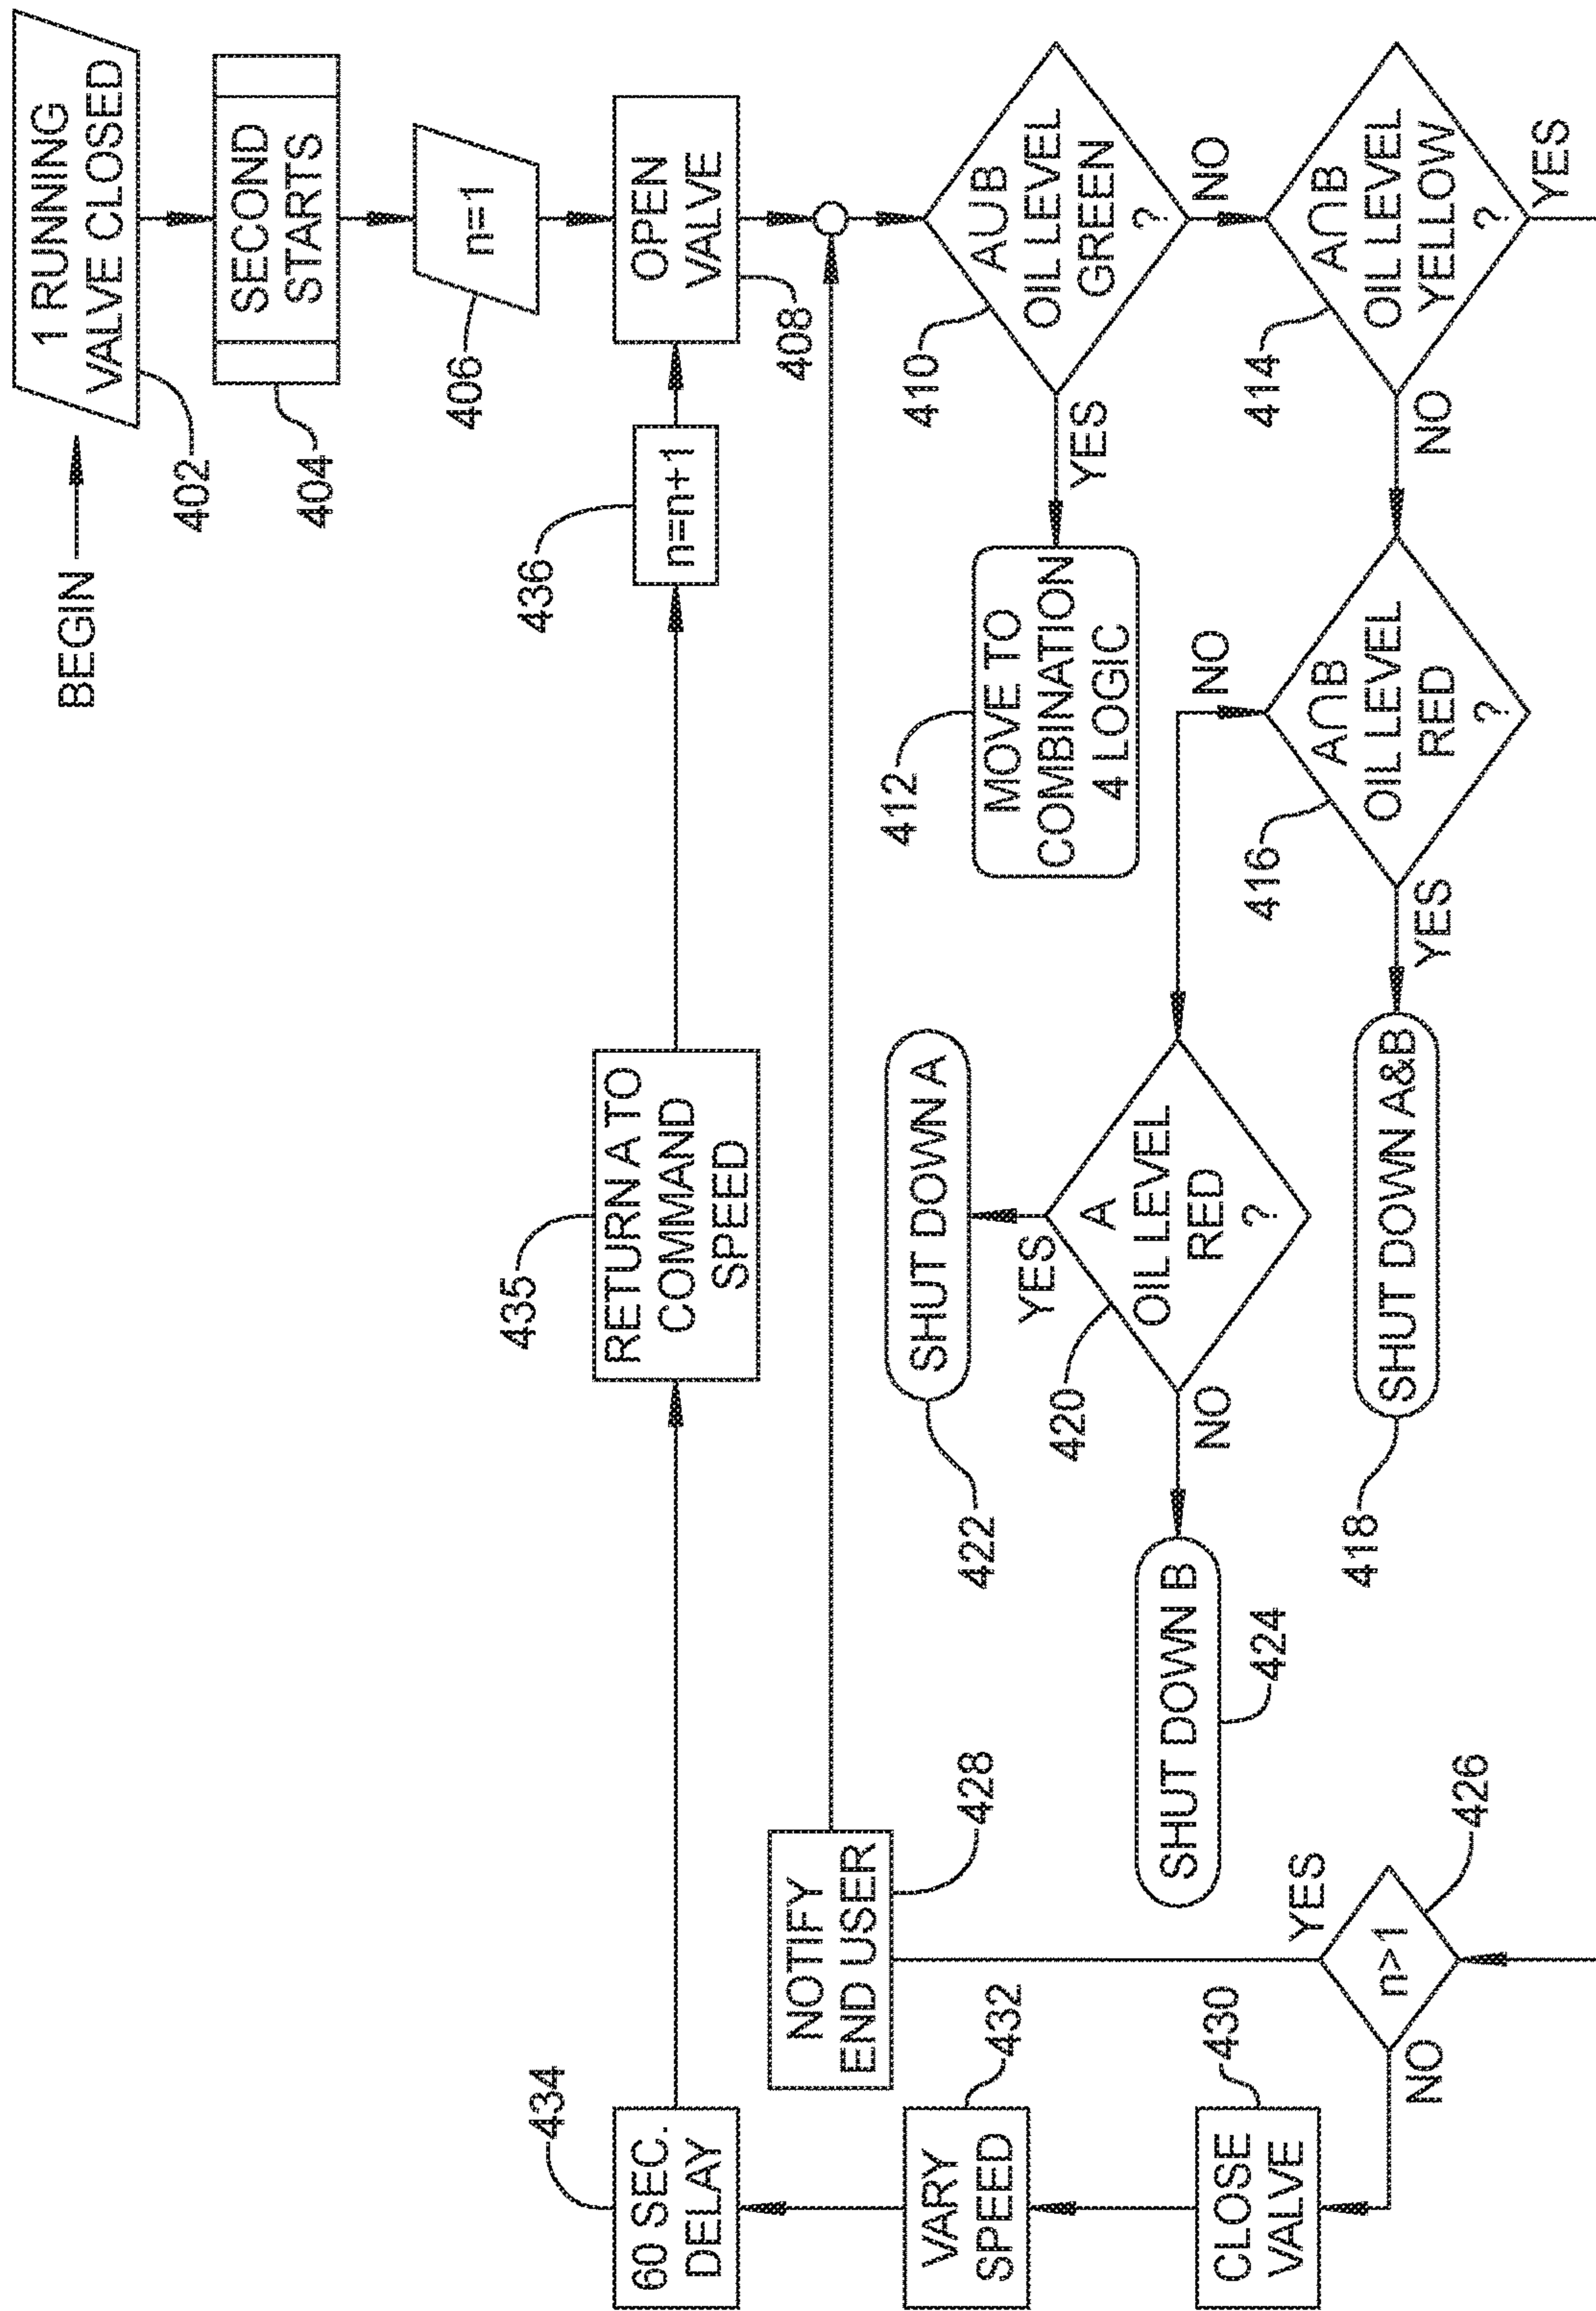 BEGIN
1 RUNNING
VALVE CLOSED
402
SECOND
STARTS
404
n=1
406
OPEN
VALVE
408
A∪B
OIL LEVEL
GREEN
?
410
YES
NO
MOVE TO
COMBINATION
4 LOGIC
412
A∩B
OIL LEVEL
YELLOW
?
414
NO
YES
A∩B
OIL LEVEL
RED
?
416
NO
YES
SHUT DOWN A&B
418
A
OIL LEVEL
RED
?
420
YES
NO
SHUT DOWN A
422
SHUT DOWN B
424
n>1
426
YES
NO
NOTIFY
END USER
428
CLOSE
VALVE
430
VARY
SPEED
432
60 SEC.
DELAY
434
RETURN A TO
COMMAND
SPEED
435
n=n+1
436